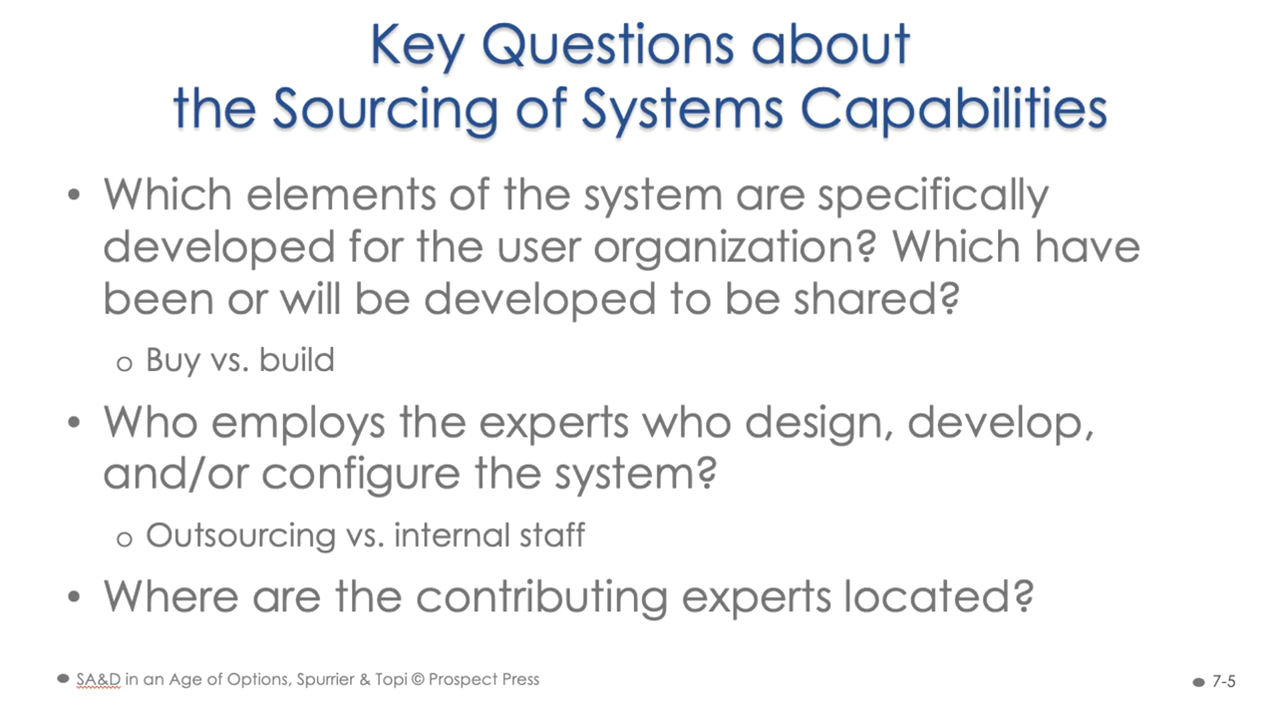 Key Questions about
the Sourcing of Systems Capabilities
• Which elements of the system are specifically
developed for the user organization? Which have
been or will be developed to be shared?
o Buy vs. build
• Who employs the experts who design, develop,
and/or configure the system?
o Outsourcing vs. internal staff
• Where are the contributing experts located?
• SA&D in an Age of Options, Spurrier & Topi © Prospect Press
• 7-5